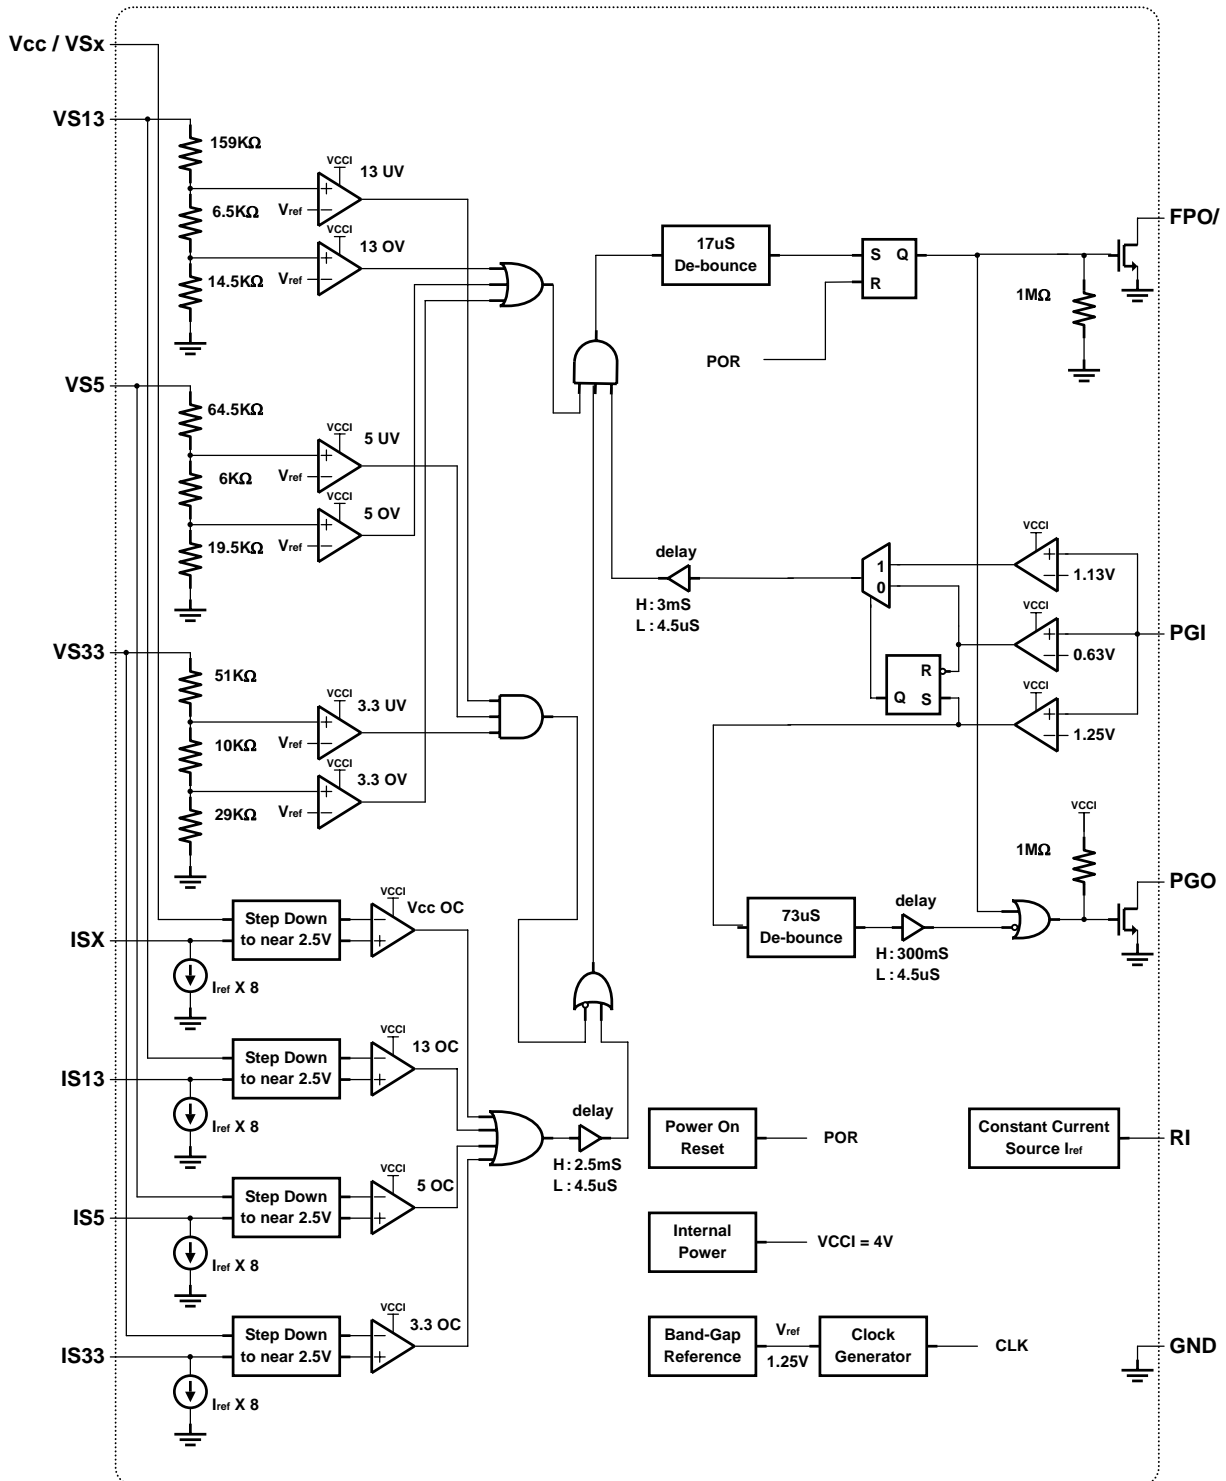 Vcc / VSx
VS13
159KΩ
6.5KΩ
14.5KΩ
VCCI
13 UV
Vref
VCCI
13 OV
Vref
17uS
De-bounce
S Q
R
POR
1MΩ
FPO/
VS5
64.5KΩ
6KΩ
19.5KΩ
VCCI
5 UV
Vref
VCCI
5 OV
Vref
delay
H : 3mS
L : 4.5uS
1
0
R
Q S
VCCI
1.13V
VCCI
0.63V
VCCI
1.25V
PGI
VS33
51KΩ
10KΩ
29KΩ
VCCI
3.3 UV
Vref
VCCI
3.3 OV
Vref
73uS
De-bounce
delay
H : 300mS
L : 4.5uS
VCCI
1MΩ
PGO
ISX
Step Down
to near 2.5V
VCCI
Vcc OC
Iref X 8
IS13
Step Down
to near 2.5V
VCCI
13 OC
Iref X 8
delay
H : 2.5mS
L : 4.5uS
IS5
Step Down
to near 2.5V
VCCI
5 OC
Iref X 8
IS33
Step Down
to near 2.5V
VCCI
3.3 OC
Iref X 8
Power On
Reset
POR
Constant Current
Source Iref
RI
Internal
Power
VCCI = 4V
Band-Gap
Reference
Vref
1.25V
Clock
Generator
CLK
GND